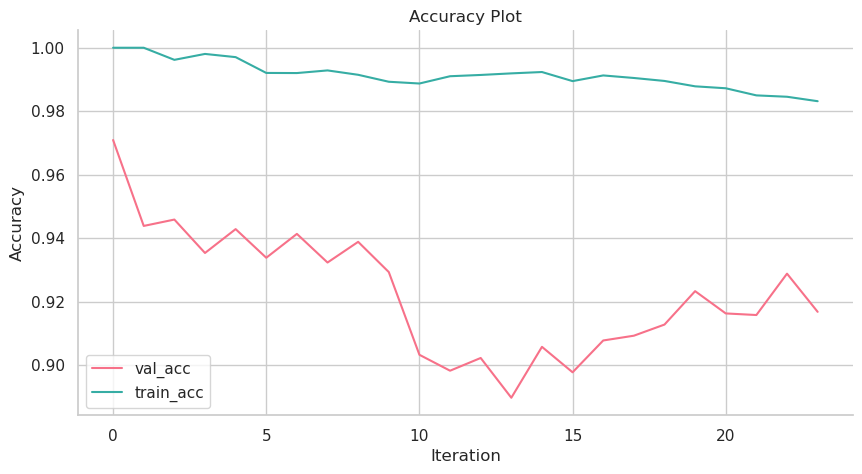 Accuracy Plot
1.00
0.98
0.96
0.94
0.92
0.90
Accuracy
val_acc
train_acc
0 5 10 15 20
Iteration